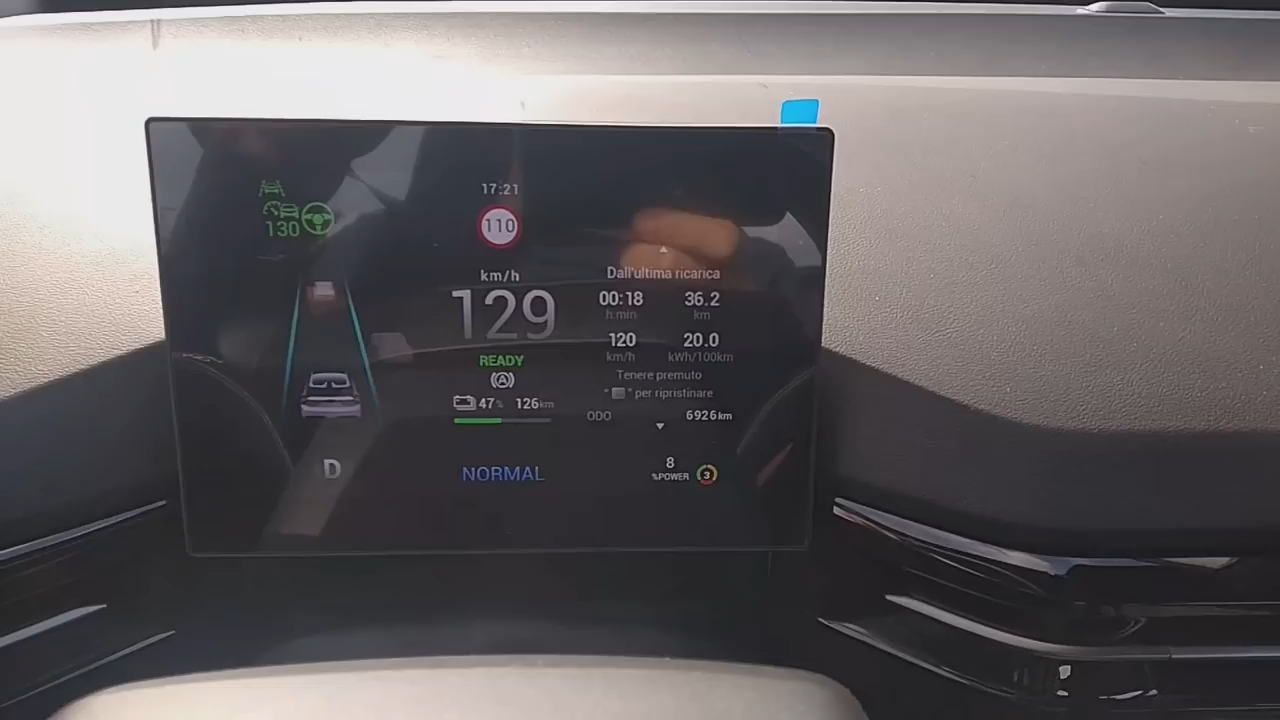 17:21
110
130
km/h
129
READY
A
47% 126km
Dall'ultima ricarica
00:18 36.2
h:min km
120 20.0
km/h kWh/100km
Tenere premuto
" " per ripristinare
ODO 6926km
D
NORMAL
8
%POWER
3